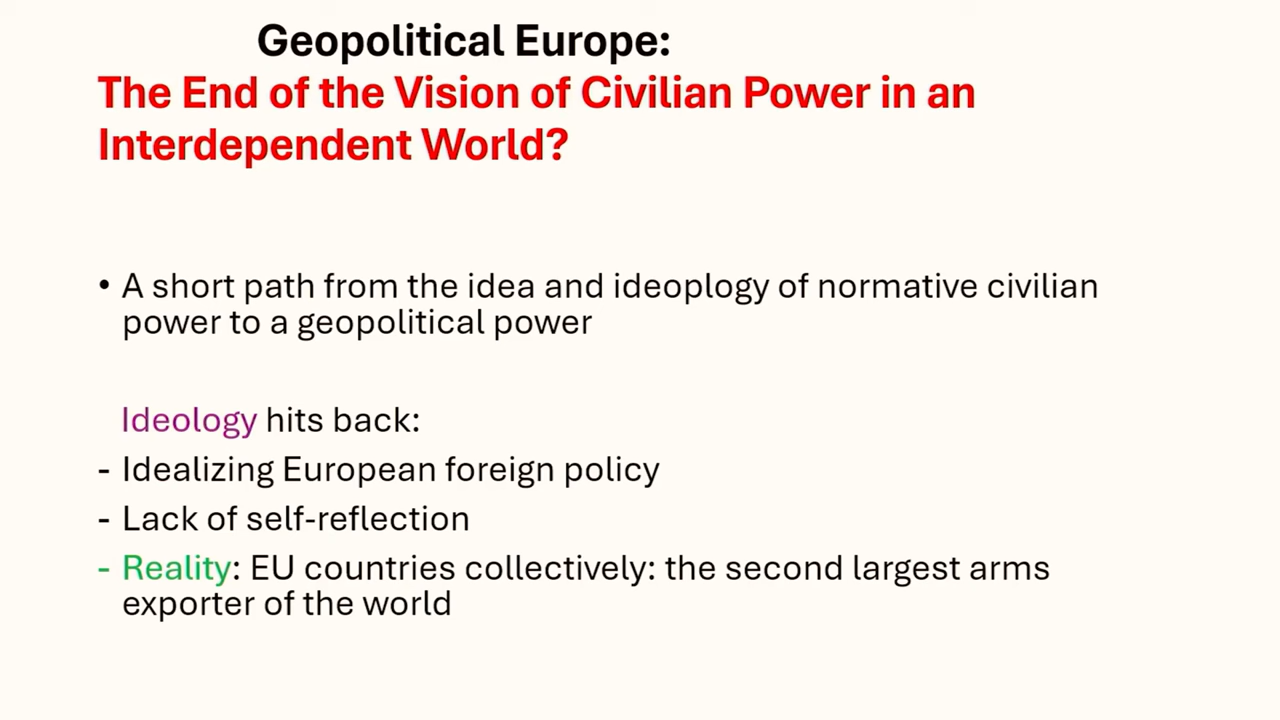 Geopolitical Europe:
The End of the Vision of Civilian Power in an
Interdependent World?
• A short path from the idea and ideoplogy of normative civilian
power to a geopolitical power
Ideology hits back:
- Idealizing European foreign policy
- Lack of self-reflection
- Reality: EU countries collectively: the second largest arms
exporter of the world